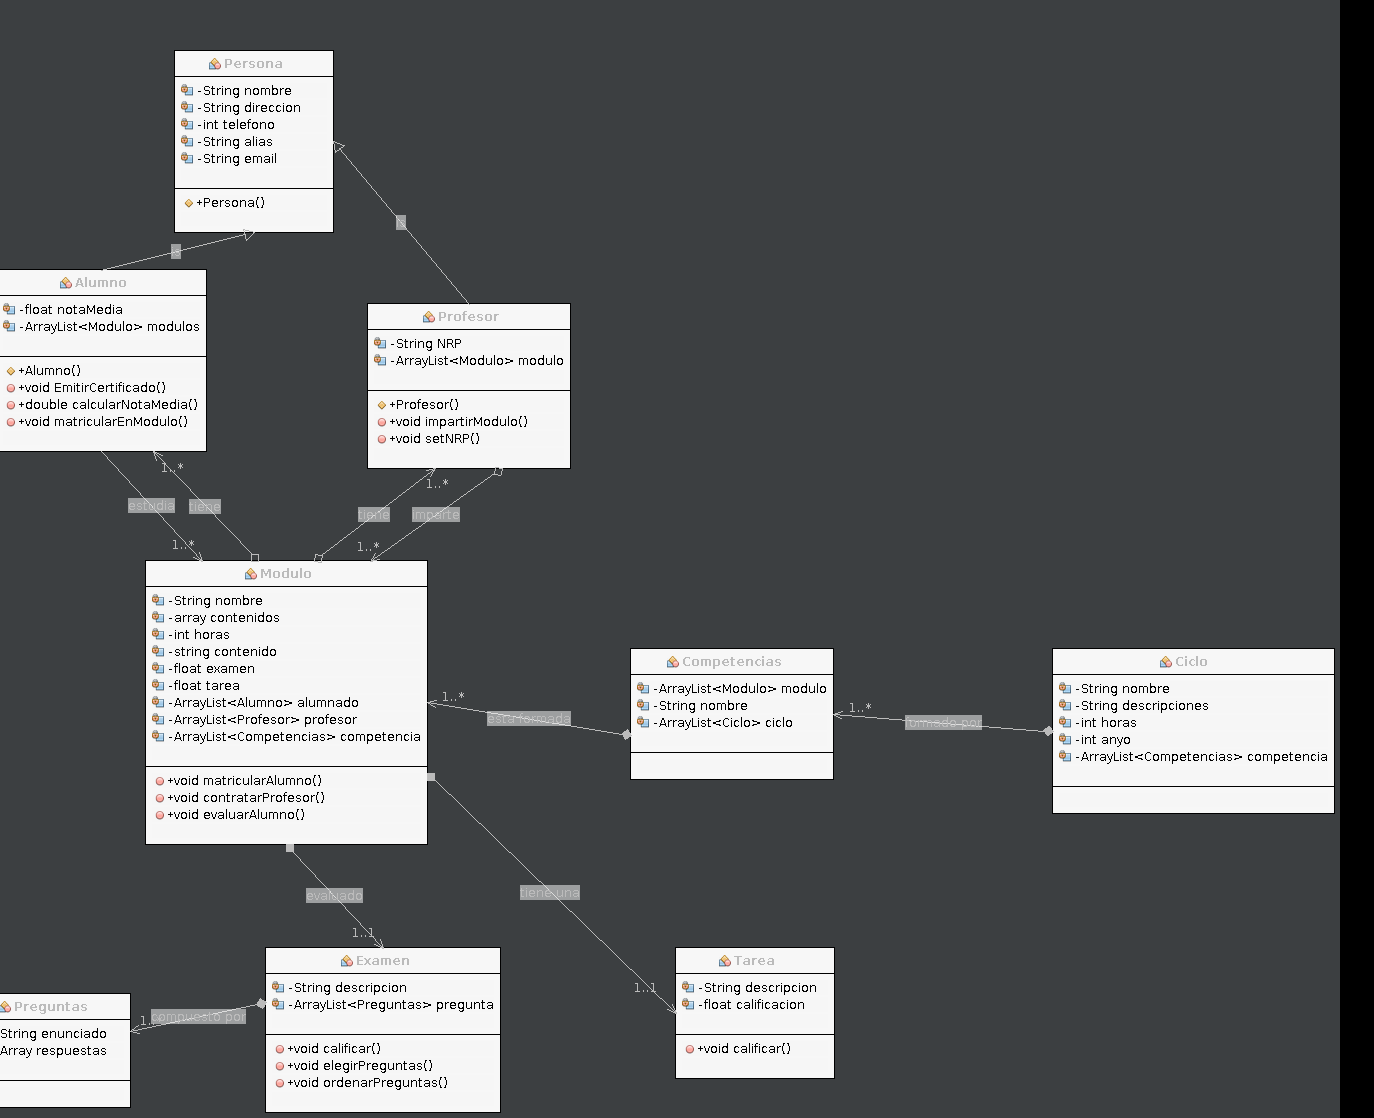 Persona
-String nombre
-String direccion
-int telefono
-String alias
-String email
+Persona()
is
is
Alumno
-float notaMedia
-ArrayList<Modulo> modulos
+Alumno()
+void EmitirCertificado()
+double calcularNotaMedia()
+void matricularEnModulo()
Profesor
-String NRP
-ArrayList<Modulo> modulo
+Profesor()
+void impartirModulo()
+void setNRP()
1..*
1..*
estudia
tiene
tiene
imparte
1..*
1..*
Modulo
-String nombre
-array contenidos
-int horas
-string contenido
-float examen
-float tarea
-ArrayList<Alumno> alumnado
-ArrayList<Profesor> profesor
-ArrayList<Competencias> competencia
+void matricularAlumno()
+void contratarProfesor()
+void evaluarAlumno()
1..*
esta formada
Competencias
-ArrayList<Modulo> modulo
-String nombre
-ArrayList<Ciclo> ciclo
1..*
formado por
Ciclo
-String nombre
-String descripciones
-int horas
-int anyo
-ArrayList<Competencias> competencia
evaluado
tiene una
1..1
1..1
Examen
-String descripcion
-ArrayList<Preguntas> pregunta
+void calificar()
+void elegirPreguntas()
+void ordenarPreguntas()
Tarea
-String descripcion
-float calificacion
+void calificar()
Preguntas
String enunciado
Array respuestas
1..
compuesto por